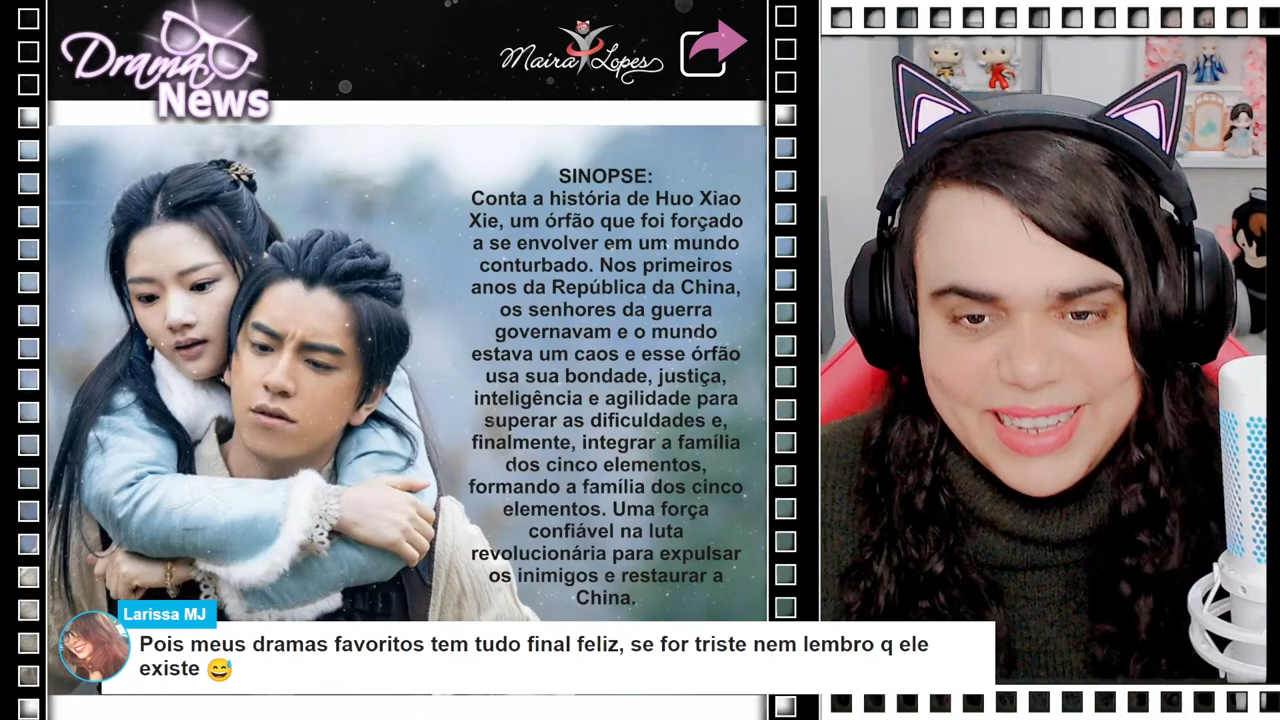 Drama
News
Maira Lopes
SINOPSE:
Conta a história de Huo Xiao
Xie, um órfão que foi forçado
a se envolver em um mundo
conturbado. Nos primeiros
anos da República da China,
os senhores da guerra
governavam e o mundo
estava um caos e esse órfão
usa sua bondade, justiça,
inteligência e agilidade para
superar as dificuldades e,
finalmente, integrar a família
dos cinco elementos,
formando a família dos cinco
elementos. Uma força
confiável na luta
revolucionária para expulsar
os inimigos e restaurar a
China.
Larissa MJ
Pois meus dramas favoritos tem tudo final feliz, se for triste nem lembro q ele
existe 😅